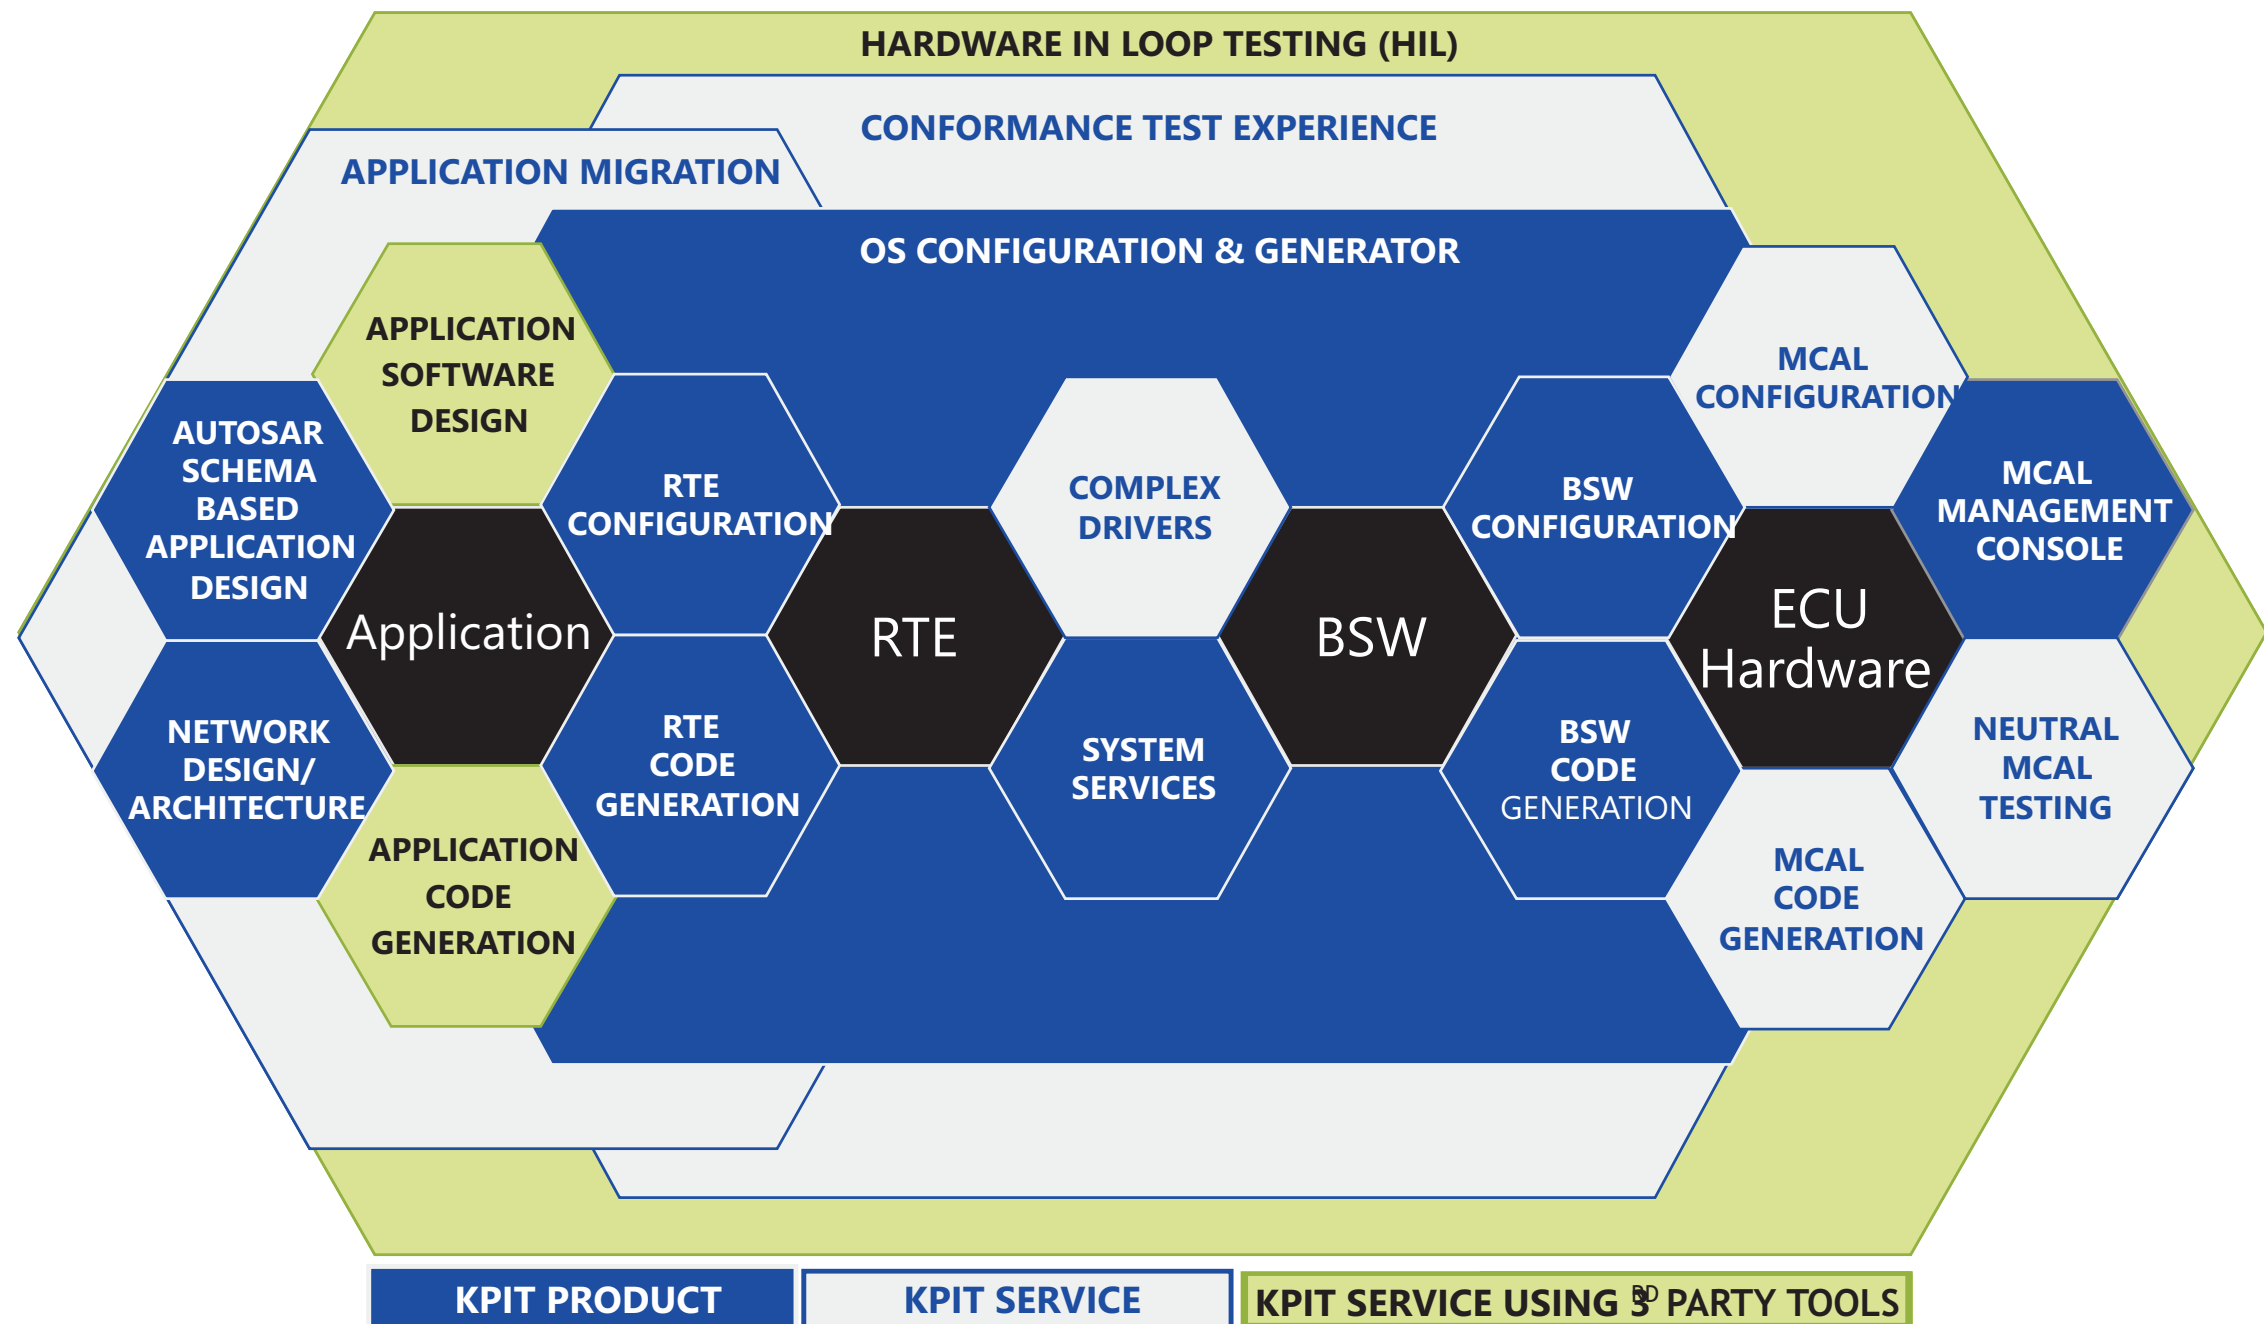 HARDWARE IN LOOP TESTING (HIL)
CONFORMANCE TEST EXPERIENCE
APPLICATION MIGRATION
OS CONFIGURATION & GENERATOR
APPLICATION
SOFTWARE
DESIGN
MCAL
CONFIGURATION
AUTOSAR
SCHEMA
BASED
APPLICATION
DESIGN
RTE
CONFIGURATION
COMPLEX
DRIVERS
BSW
CONFIGURATION
MCAL
MANAGEMENT
CONSOLE
Application
RTE
BSW
ECU
Hardware
NETWORK
DESIGN/
ARCHITECTURE
RTE
CODE
GENERATION
SYSTEM
SERVICES
BSW
CODE
GENERATION
NEUTRAL
MCAL
TESTING
APPLICATION
CODE
GENERATION
MCAL
CODE
GENERATION
KPIT PRODUCT
KPIT SERVICE
KPIT SERVICE USING 3RD PARTY TOOLS